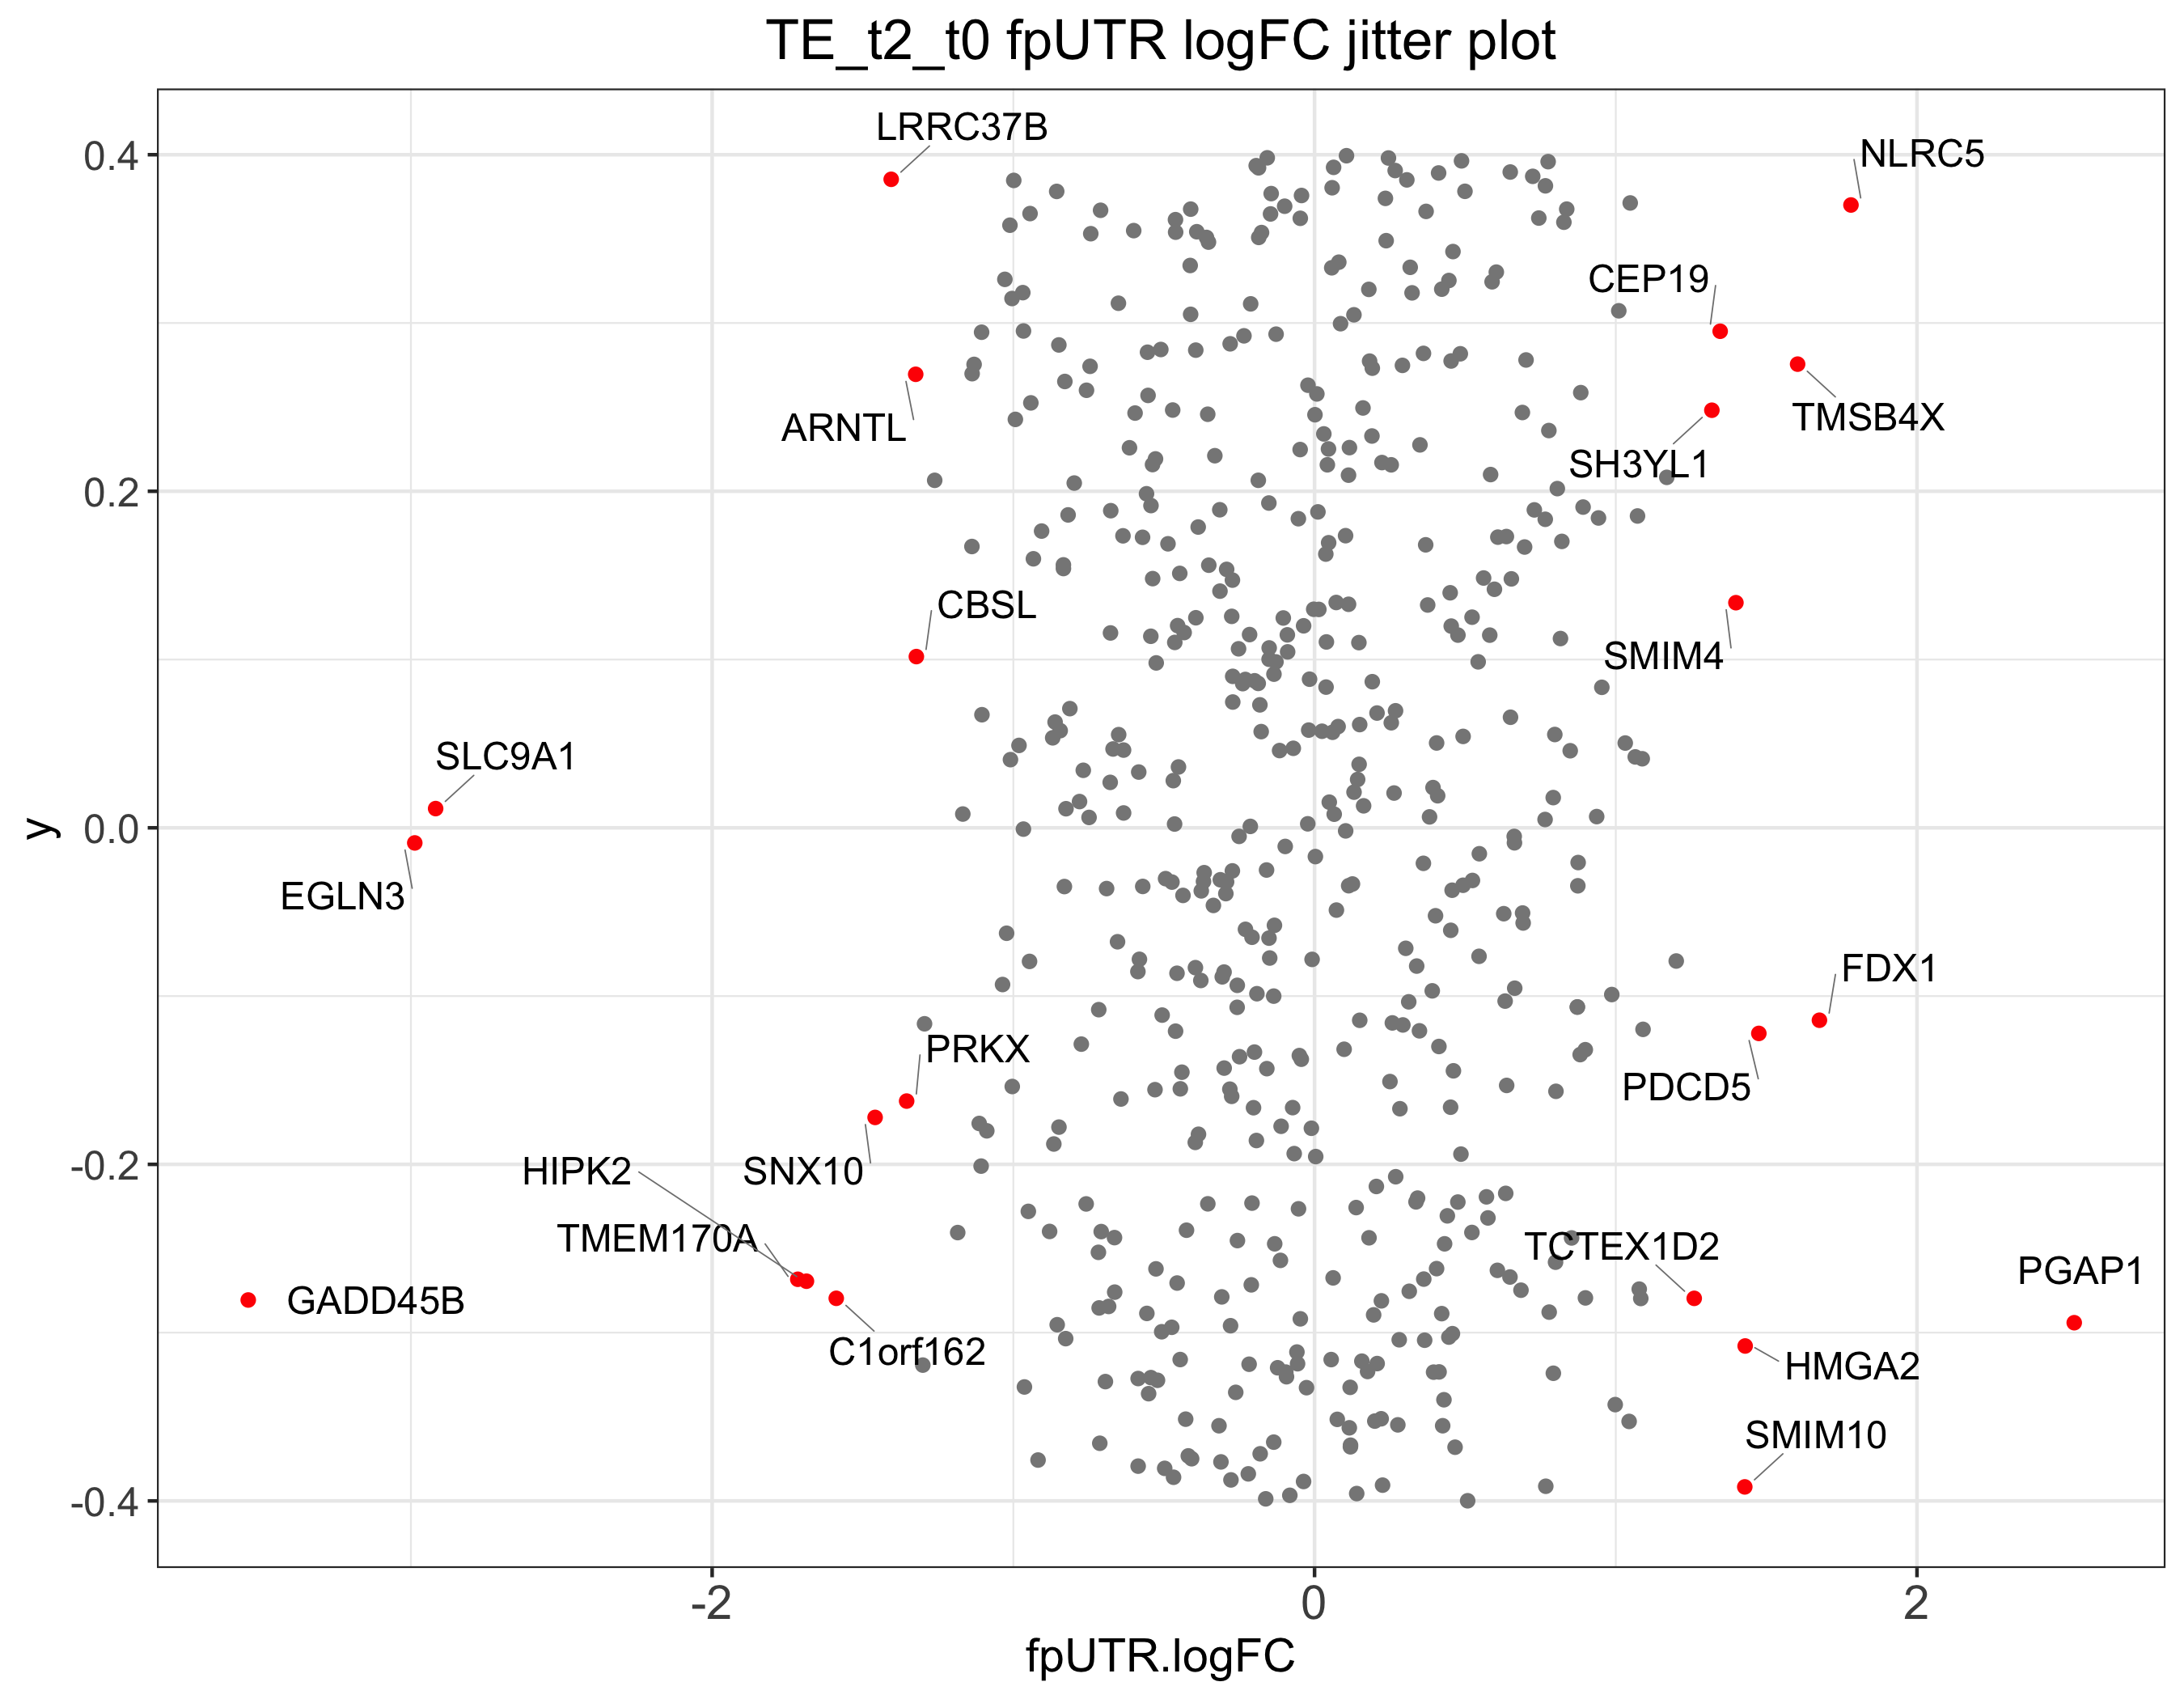 TE_t2_t0 fpUTR logFC jitter plot
LRRC37B
NLRC5
0.4
CEP19
TMSB4X
ARNTL
SH3YL1
0.2
CBSL
SMIM4
SLC9A1
y
0.0
EGLN3
FDX1
PRKX
PDCD5
-0.2
HIPK2
SNX10
TMEM170A
TCTEX1D2
PGAP1
GADD45B
C1orf162
HMGA2
SMIM10
-0.4
-2
0
2
fpUTR.logFC